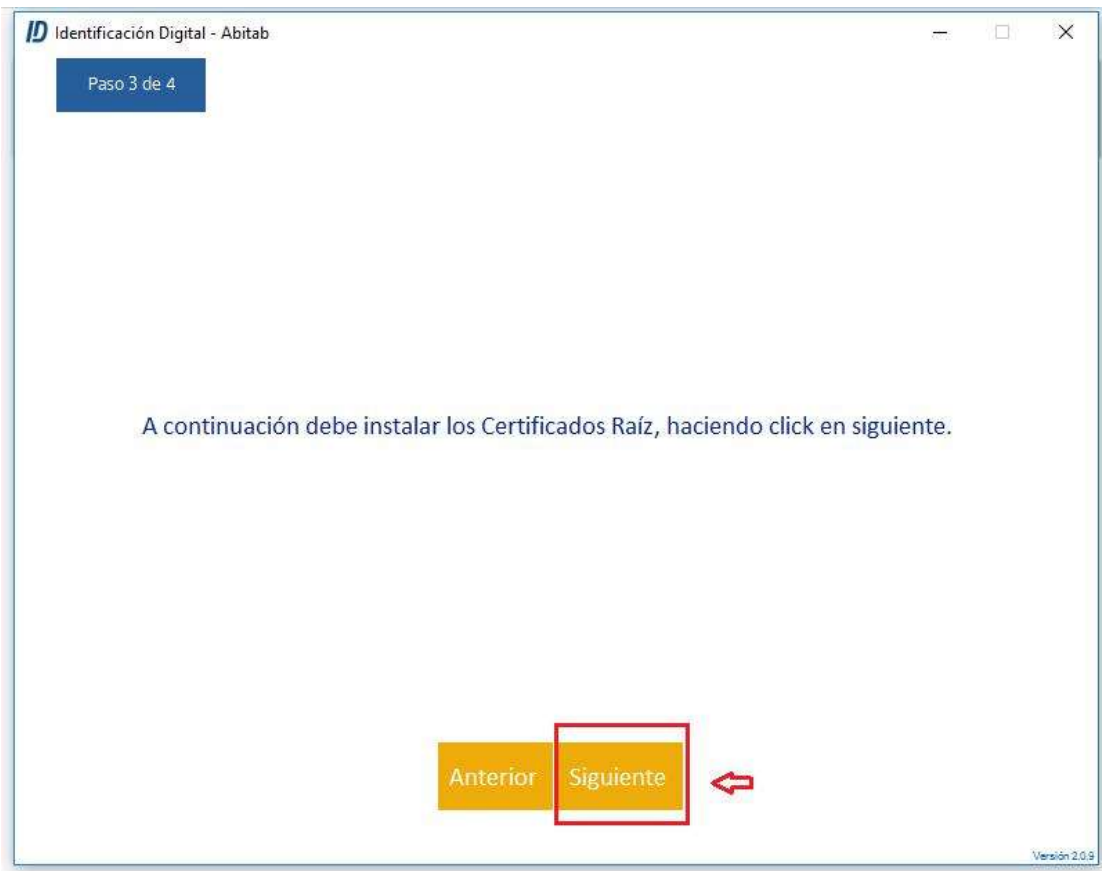 ID Identificación Digital - Abitab
Paso 3 de 4
A continuación debe instalar los Certificados Raíz, haciendo click en siguiente.
Anterior Siguiente
Versión 2.0.9